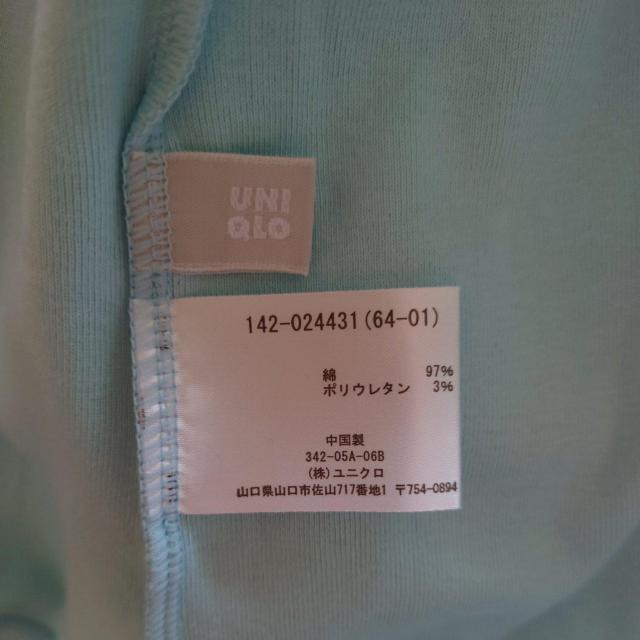 UNI
QLO
142-024431(64-01)
綿 97%
ポリウレタン 3%
中国製
342-05A-06B
(株)ユニクロ
山口県山口市佐山717番地1 〒754-0894